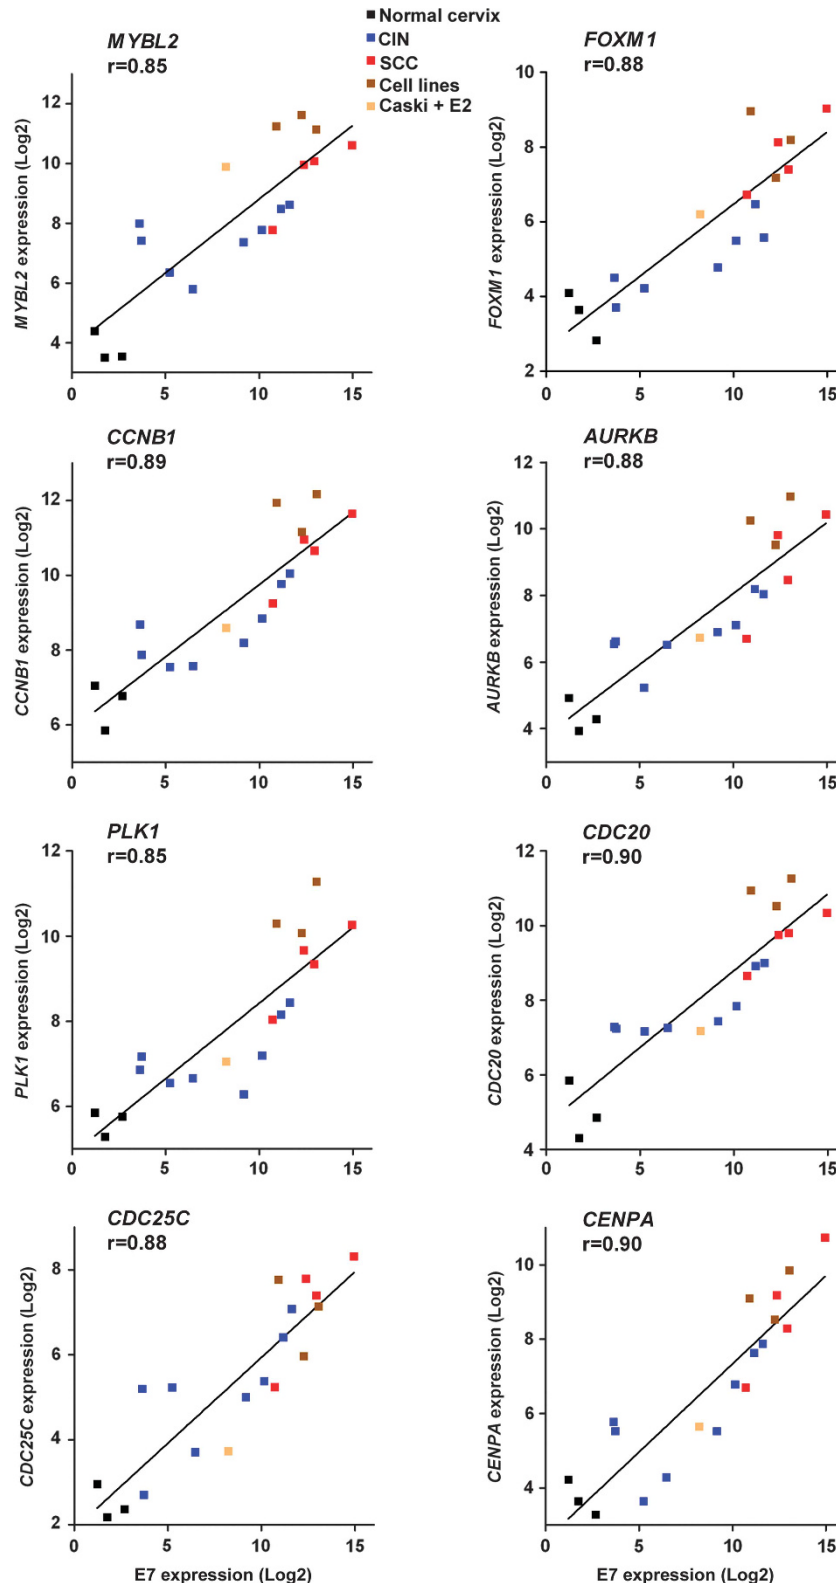 Normal cervix
CIN
SCC
Cell lines
Caski + E2
MYBL2
r=0.85
MYBL2 expression (Log2)
12
10
8
6
4
0 5 10 15
FOXM1
r=0.88
FOXM1 expression (Log2)
10
8
6
4
2
0 5 10 15
CCNB1
r=0.89
CCNB1 expression (Log2)
12
10
8
6
0 5 10 15
AURKB
r=0.88
AURKB expression (Log2)
12
10
8
6
4
0 5 10 15
PLK1
r=0.85
PLK1 expression (Log2)
12
10
8
6
0 5 10 15
CDC20
r=0.90
CDC20 expression (Log2)
12
10
8
6
4
0 5 10 15
CDC25C
r=0.88
CDC25C expression (Log2)
8
6
4
2
0 5 10 15
E7 expression (Log2)
CENPA
r=0.90
CENPA expression (Log2)
10
8
6
4
0 5 10 15
E7 expression (Log2)